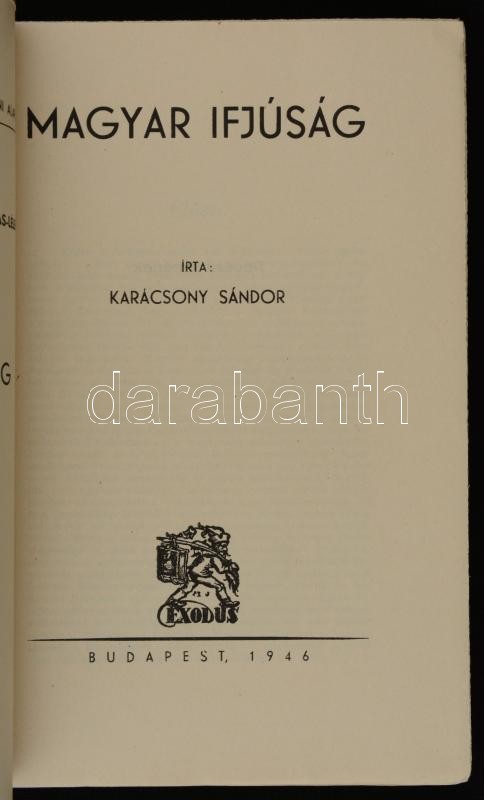 MAGYAR IFJÚSÁG
ÍRTA:
KARÁCSONY SÁNDOR
darabanth
EXODUS
BUDAPEST, 1946